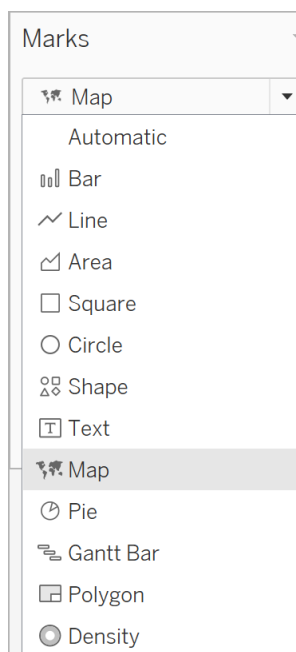 Marks
Map
Automatic
Bar
Line
Area
Square
Circle
Shape
Text
Map
Pie
Gantt Bar
Polygon
Density